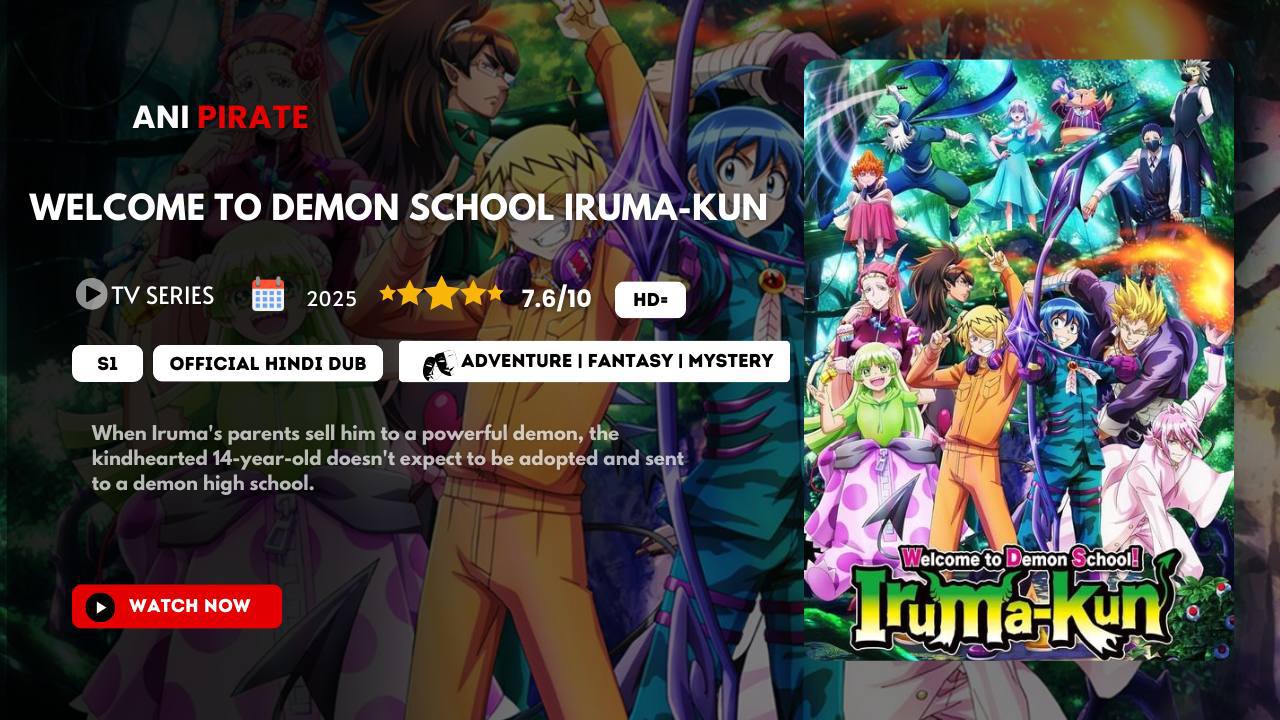 ANI PIRATE
WELCOME TO DEMON SCHOOL IRUMA-KUN
TV SERIES
2025
7.6/10
HD=
S1
OFFICIAL HINDI DUB
ADVENTURE | FANTASY | MYSTERY
When Iruma's parents sell him to a powerful demon, the
kindhearted 14-year-old doesn't expect to be adopted and sent
to a demon high school.
WATCH NOW
Welcome to Demon School!
Iruma-Kun